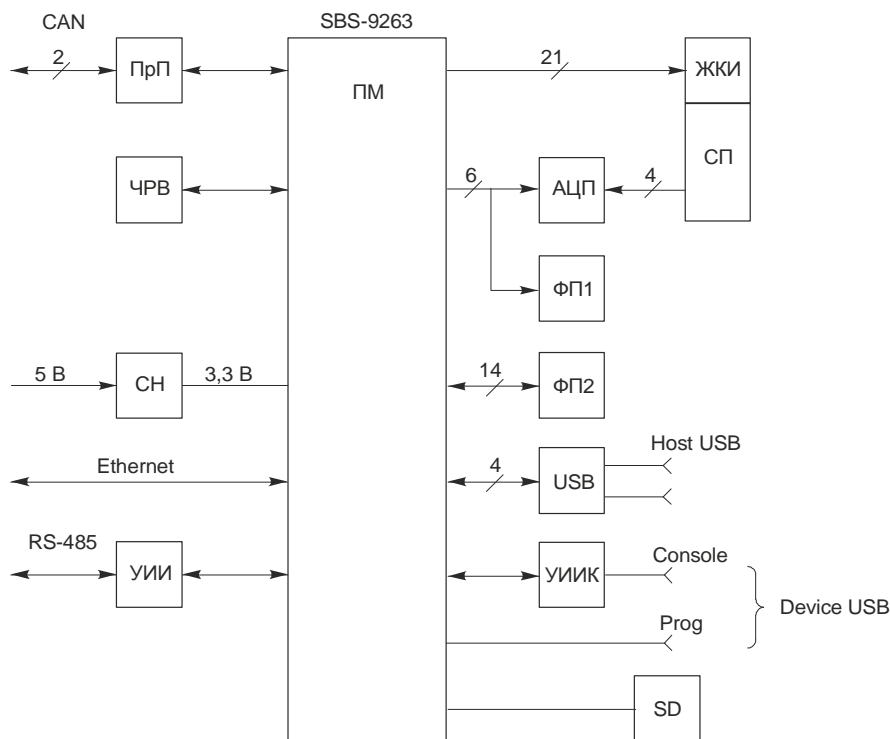 CAN
SBS-9263
2
ПрП
ПМ
21
ЖКИ
СП
ЧРВ
6
АЦП
4
ФП1
5 В
СН
3,3 В
14
ФП2
Ethernet
4
USB
Host USB
RS-485
УИИ
УИИК
Console
Device USB
Prog
SD